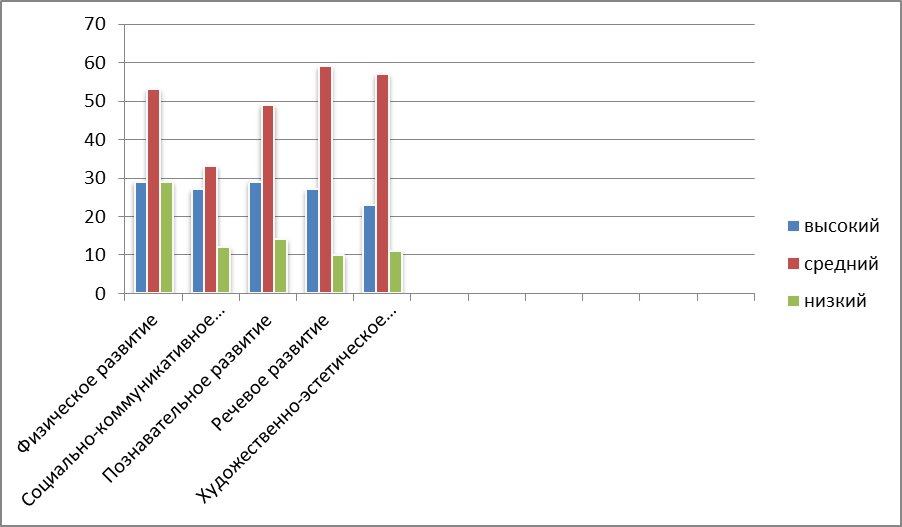 70
60
50
40
30
20
10
0
Физическое развитие
Социально-коммуникативное...
Познавательное развитие
Речевое развитие
Художественно-эстетическое...
высокий
средний
низкий